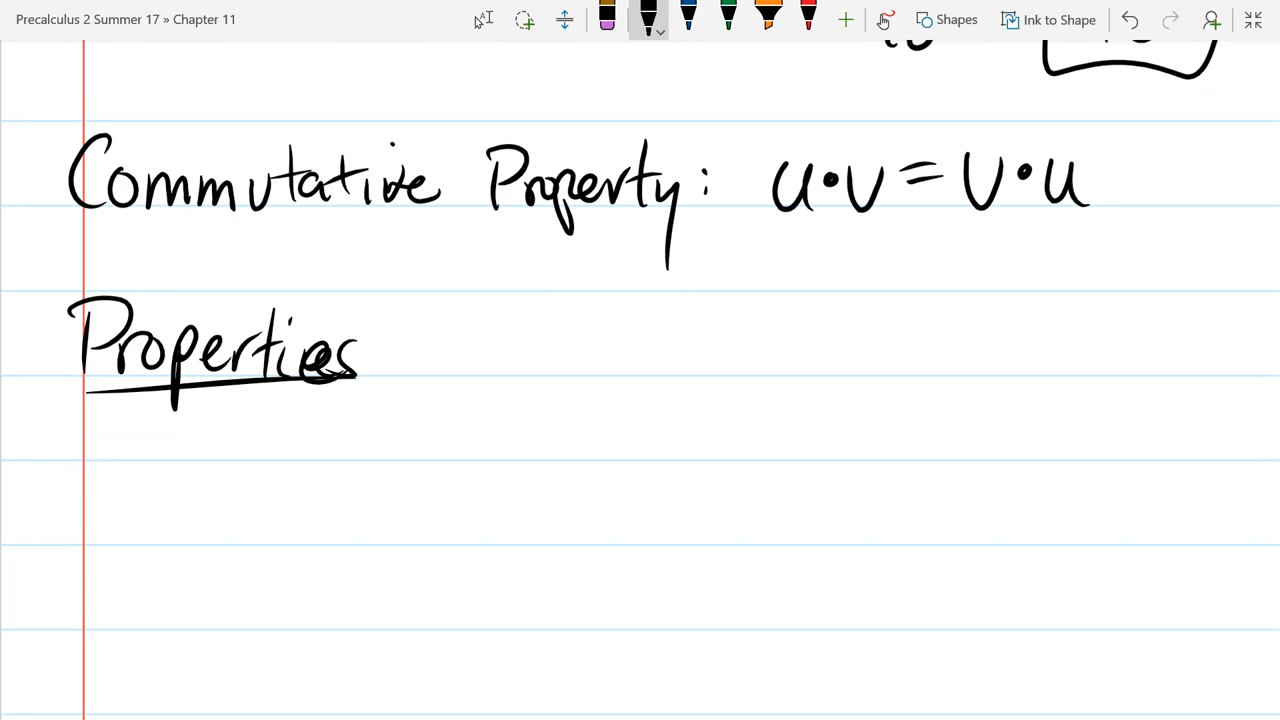 Precalculus 2 Summer 17 » Chapter 11
Shapes
Ink to Shape
Commutative Property: u•v = v•u
Properties